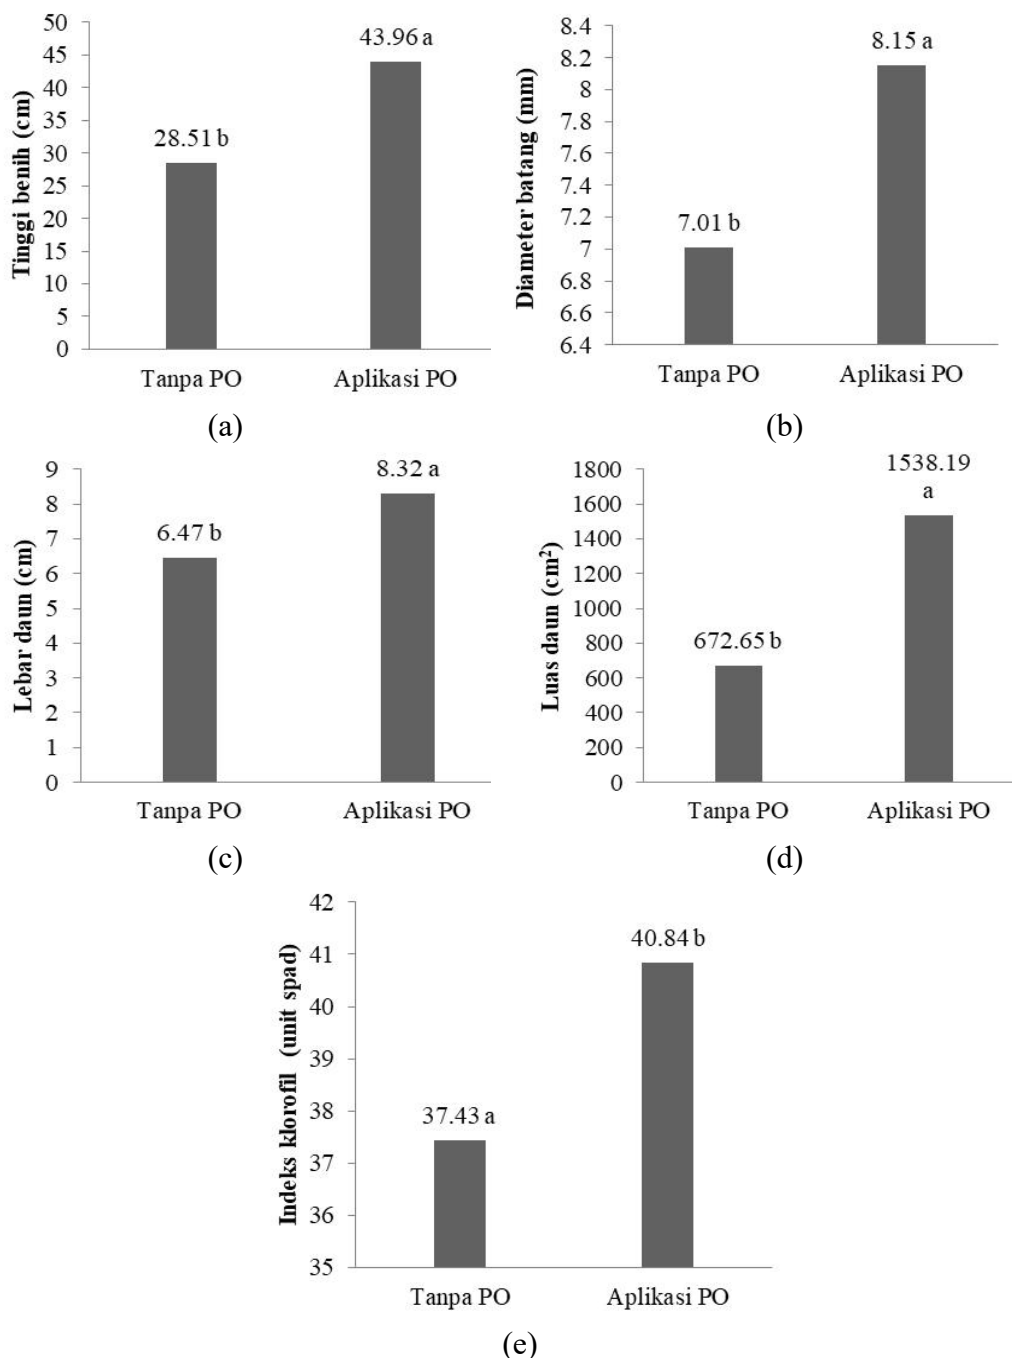 Tinggi benih (cm)
50
45
40
35
30
25
20
15
10
5
0
28.51 b
43.96 a
Tanpa PO
Aplikasi PO
(a)
Diameter batang (mm)
8.4
8.2
8
7.8
7.6
7.4
7.2
7
6.8
6.6
6.4
7.01 b
8.15 a
Tanpa PO
Aplikasi PO
(b)
Lebar daun (cm)
9
8
7
6
5
4
3
2
1
0
6.47 b
8.32 a
Tanpa PO
Aplikasi PO
(c)
Luas daun (cm²)
1800
1600
1400
1200
1000
800
600
400
200
0
672.65 b
1538.19
a
Tanpa PO
Aplikasi PO
(d)
Indeks klorofil (unit spad)
42
41
40
39
38
37
36
35
37.43 a
40.84 b
Tanpa PO
Aplikasi PO
(e)